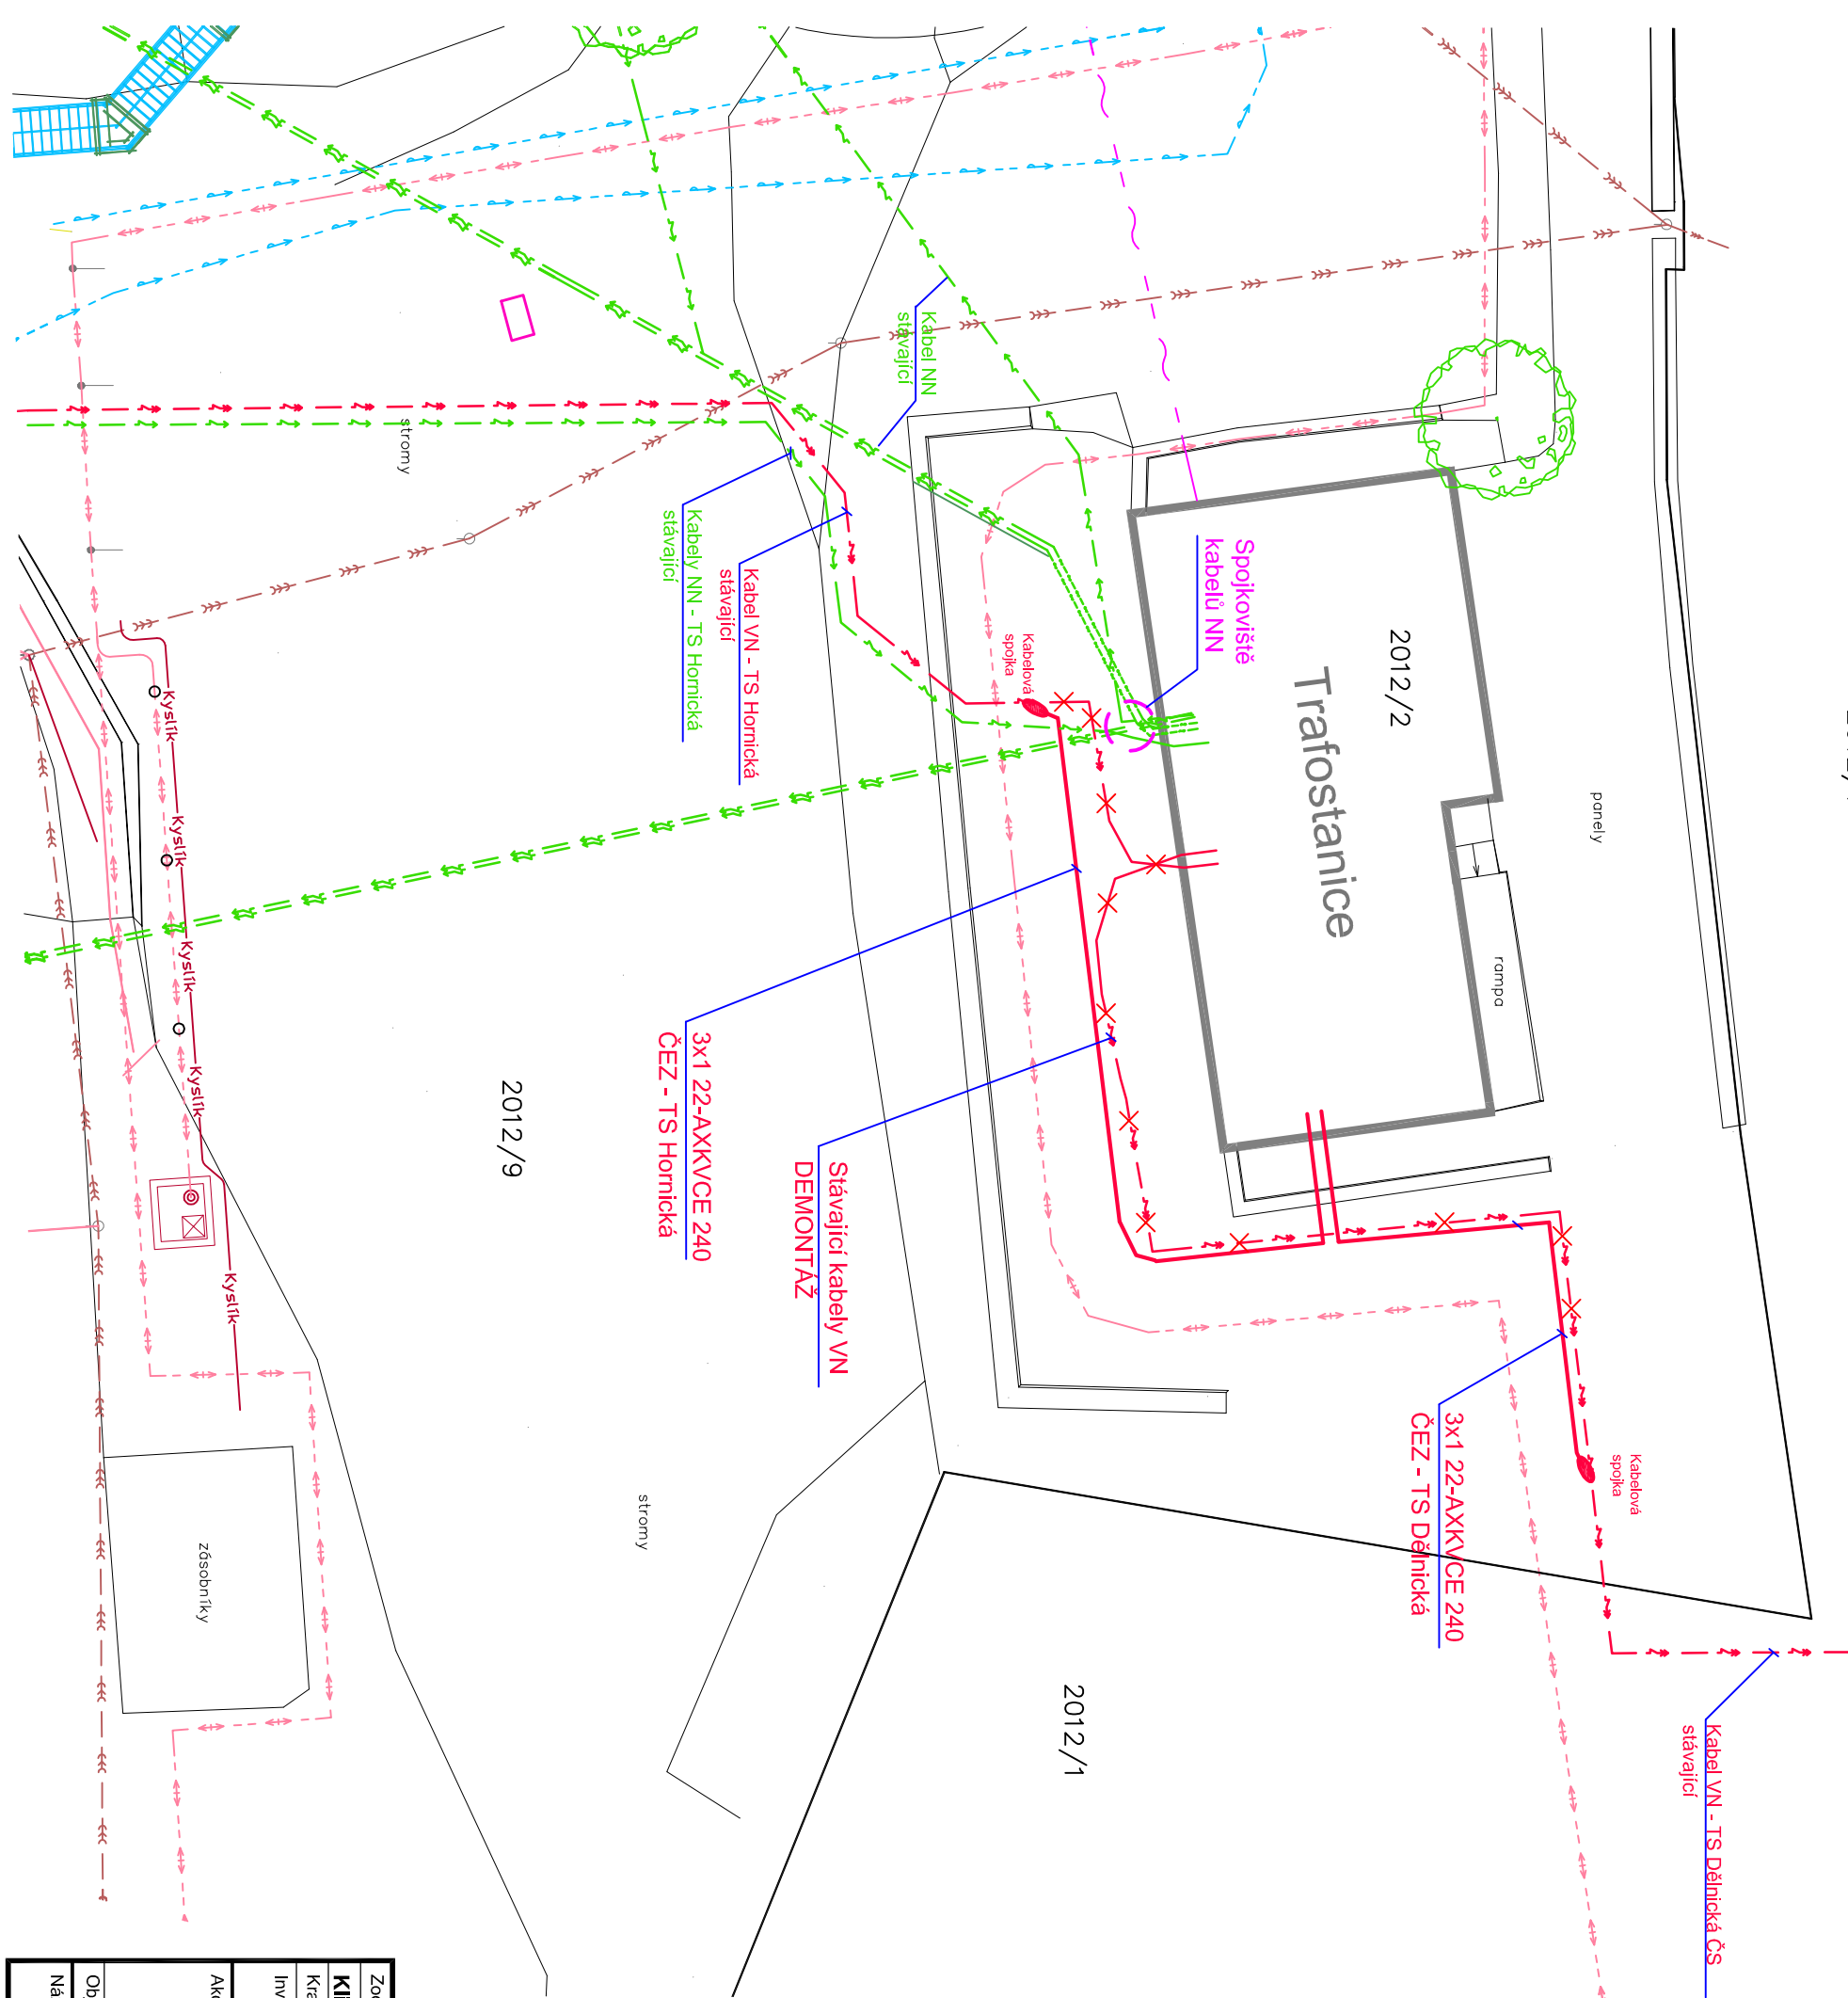 panely
2012/2
Trafostanice
rampa
Spojkoviště
kabelů NN
Kabel NN
stávající
Kabelová
spojka
Kabel VN - TS Hornická
stávající
Kabely NN - TS Hornická
stávající
stromy
Kyslík
Kyslík
Kyslík
Kyslík
Kyslík
3x1 22-AXKVCE 240
ČEZ - TS Hornická
Stávající kabely VN
DEMONTÁŽ
2012/9
Kabelová
spojka
3x1 22-AXKVCE 240
ČEZ - TS Dělnická
stromy
zásobníky
2012/1
Kabel VN - TS Dělnická ČS
stávající